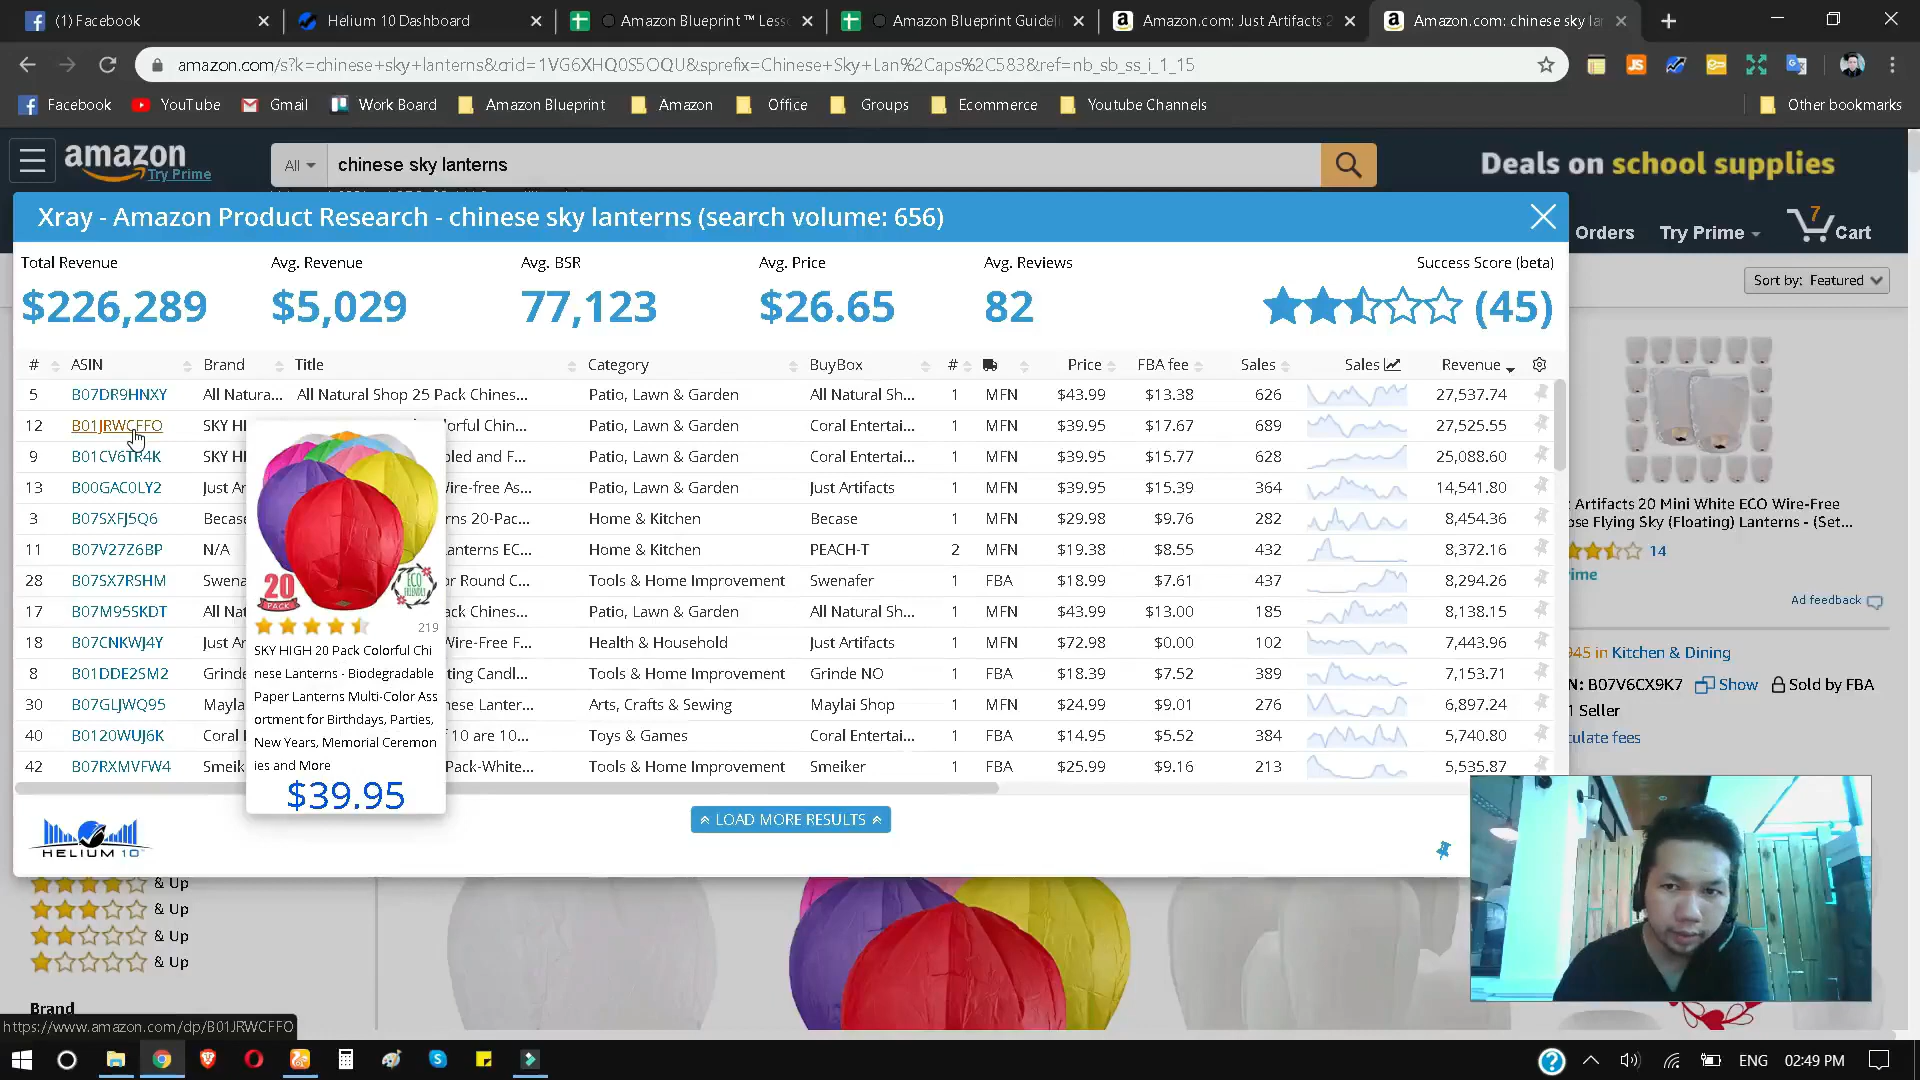 (1) Facebook
Helium 10 Dashboard
Amazon Blueprint ™ Less
Amazon Blueprint Guideli
Amazon.com: Just Artifacts 2
Amazon.com: chinese sky la
amazon.com/s?k=chinese+sky+lanterns&crid=1VG6XHQ0S5OQU&sprefix=Chinese+Sky+Lan%2Caps%2C583&ref=nb_sb_ss_i_1_15
Facebook YouTube Gmail Work Board Amazon Blueprint Amazon Office Groups Ecommerce Youtube Channels Other bookmarks
amazon
Try Prime
All
chinese sky lanterns
Deals on school supplies
Orders Try Prime 7 Cart
Xray - Amazon Product Research - chinese sky lanterns (search volume: 656)
Sort by: Featured
Total Revenue Avg. Revenue Avg. BSR Avg. Price Avg. Reviews Success Score (beta)
$226,289 $5,029 77,123 $26.65 82 (45)
# ASIN Brand Title Category BuyBox # Price FBA fee Sales Sales Revenue
5 B07DR9HNXY All Natura... All Natural Shop 25 Pack Chines... Patio, Lawn & Garden All Natural Sh... 1 MFN $43.99 $13.38 626 27,537.74
12 B01JRWCFFO SKY HI lorful Chin... Patio, Lawn & Garden Coral Entertai... 1 MFN $39.95 $17.67 689 27,525.55
9 B01CV6TR4K SKY HI bled and F... Patio, Lawn & Garden Coral Entertai... 1 MFN $39.95 $15.77 628 25,088.60
13 B00GAC0LY2 Just Ar Wire-free As... Patio, Lawn & Garden Just Artifacts 1 MFN $39.95 $15.39 364 14,541.80
3 B07SXFJ5Q6 Becase rns 20-Pac... Home & Kitchen Becase 1 MFN $29.98 $9.76 282 8,454.36
11 B07V27Z6BP N/A Lanterns EC... Home & Kitchen PEACH-T 2 MFN $19.38 $8.55 432 8,372.16
28 B07SX7RSHM Swena or Round C... Tools & Home Improvement Swenafer 1 FBA $18.99 $7.61 437 8,294.26
17 B07M95SKDT All Nat ack Chines... Patio, Lawn & Garden All Natural Sh... 1 MFN $43.99 $13.00 185 8,138.15
18 B07CNKWJ4Y Just Ar Wire-Free F... Health & Household Just Artifacts 1 MFN $72.98 $0.00 102 7,443.96
8 B01DDE2SM2 Grinde ting Candl... Tools & Home Improvement Grinde NO 1 FBA $18.39 $7.52 389 7,153.71
30 B07GLJWQ95 Mayla nese Lanter... Arts, Crafts & Sewing Maylai Shop 1 MFN $24.99 $9.01 276 6,897.24
40 B0120WUJ6K Coral f 10 are 10... Toys & Games Coral Entertai... 1 MFN $14.95 $5.52 384 5,740.80
42 B07RXMVFW4 Smeik Pack-White... Tools & Home Improvement Smeiker 1 FBA $25.99 $9.16 213 5,535.87
20
PACK
ECO
FRIENDLY
219
SKY HIGH 20 Pack Colorful Chi
nese Lanterns - Biodegradable
Paper Lanterns Multi-Color Ass
ortment for Birthdays, Parties,
New Years, Memorial Ceremon
ies and More
$39.95
LOAD MORE RESULTS
HELIUM 10
Artifacts 20 Mini White ECO Wire-Free
ose Flying Sky (Floating) Lanterns - (Set...
14
ime
Ad feedback
945 in Kitchen & Dining
N: B07V6CX9K7 Show Sold by FBA
1 Seller
culate fees
& Up
& Up
& Up
& Up
Brand
https://www.amazon.com/dp/B01JRWCFFO
ENG 02:49 PM